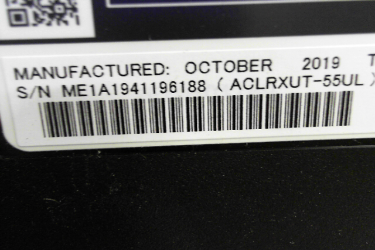 MANUFACTURED: OCTOBER 2019 T
S/N ME1A1941196188 ( ACLRXUT-55UL )